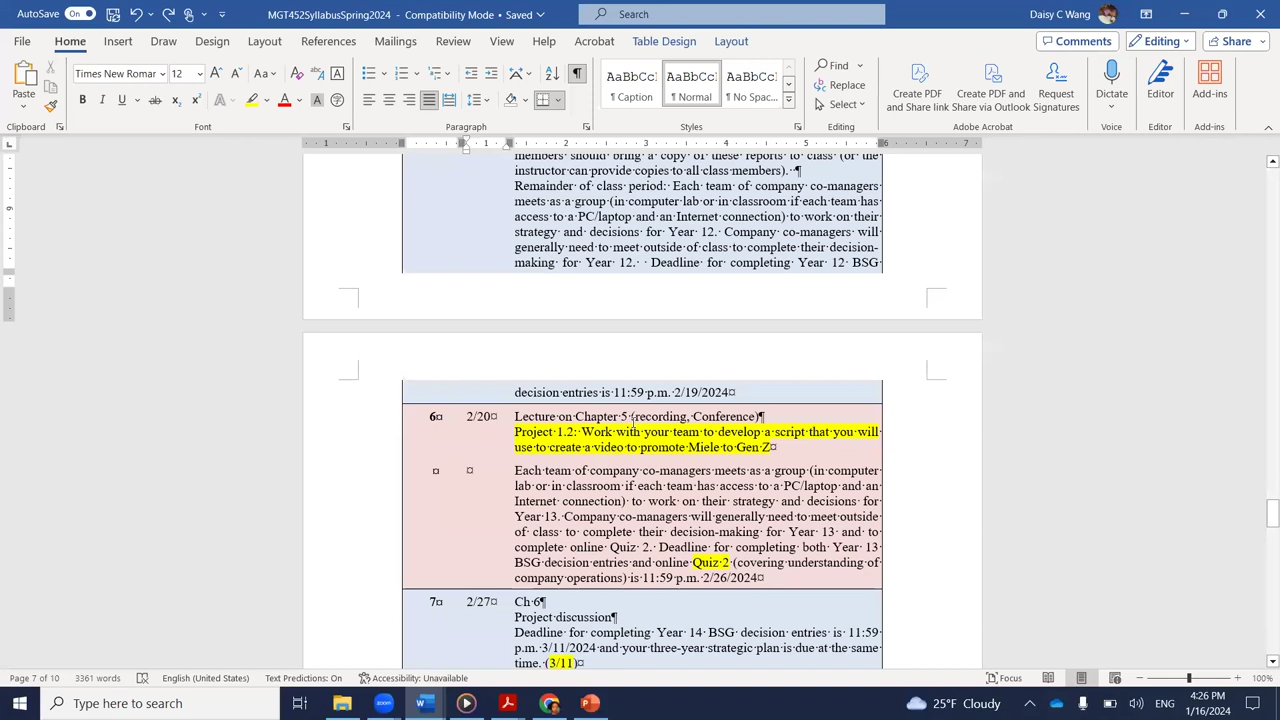 AutoSave On MGT452SyllabusSpring2024 - Compatibility Mode • Saved Search Daisy C Wang
File Home Insert Draw Design Layout References Mailings Review View Help Acrobat Table Design Layout Comments Editing Share
Paste Times New Roman 12 AaBbCcI AaBbCcI AaBbCcI Find Replace Select
Caption Normal No Spac...
Create PDF and Share link Create PDF and Share via Outlook Request Signatures Dictate Editor Add-ins
Clipboard Font Paragraph Styles Editing Adobe Acrobat Voice Editor Add-ins
1 1 2 3 4 5 6 7
members should bring a copy of these reports to class (or the
instructor can provide copies to all class members). ¶
Remainder of class period: Each team of company co-managers
meets as a group (in computer lab or in classroom if each team has
access to a PC/laptop and an Internet connection) to work on their
strategy and decisions for Year 12. Company co-managers will
generally need to meet outside of class to complete their decision-
making for Year 12. Deadline for completing Year 12 BSG
decision entries is 11:59 p.m. 2/19/2024¤
6¤ 2/20¤ Lecture on Chapter 5 (recording, Conference)¶
Project 1.2: Work with your team to develop a script that you will
use to create a video to promote Miele to Gen Z¤
¤ ¤ Each team of company co-managers meets as a group (in computer
lab or in classroom if each team has access to a PC/laptop and an
Internet connection) to work on their strategy and decisions for
Year 13. Company co-managers will generally need to meet outside
of class to complete their decision-making for Year 13 and to
complete online Quiz 2. Deadline for completing both Year 13
BSG decision entries and online Quiz 2 (covering understanding of
company operations) is 11:59 p.m. 2/26/2024¤
7¤ 2/27¤ Ch 6¶
Project discussion¶
Deadline for completing Year 14 BSG decision entries is 11:59
p.m. 3/11/2024 and your three-year strategic plan is due at the same
time. (3/11)¤
Page 7 of 10 3361 words English (United States) Text Predictions: On Accessibility: Unavailable Focus 100%
Type here to search 25°F Cloudy 4:26 PM
1/16/2024